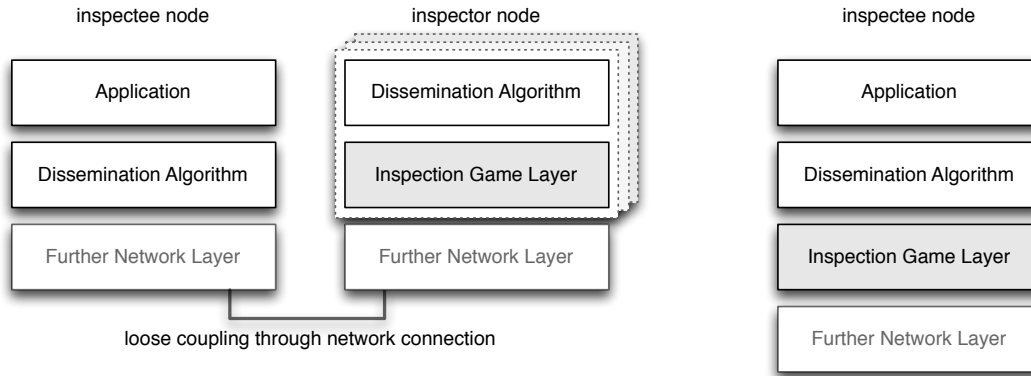 inspectee node
inspector node
inspectee node
Application
Dissemination Algorithm
Application
Dissemination Algorithm
Inspection Game Layer
Dissemination Algorithm
Further Network Layer
Further Network Layer
Inspection Game Layer
loose coupling through network connection
Further Network Layer